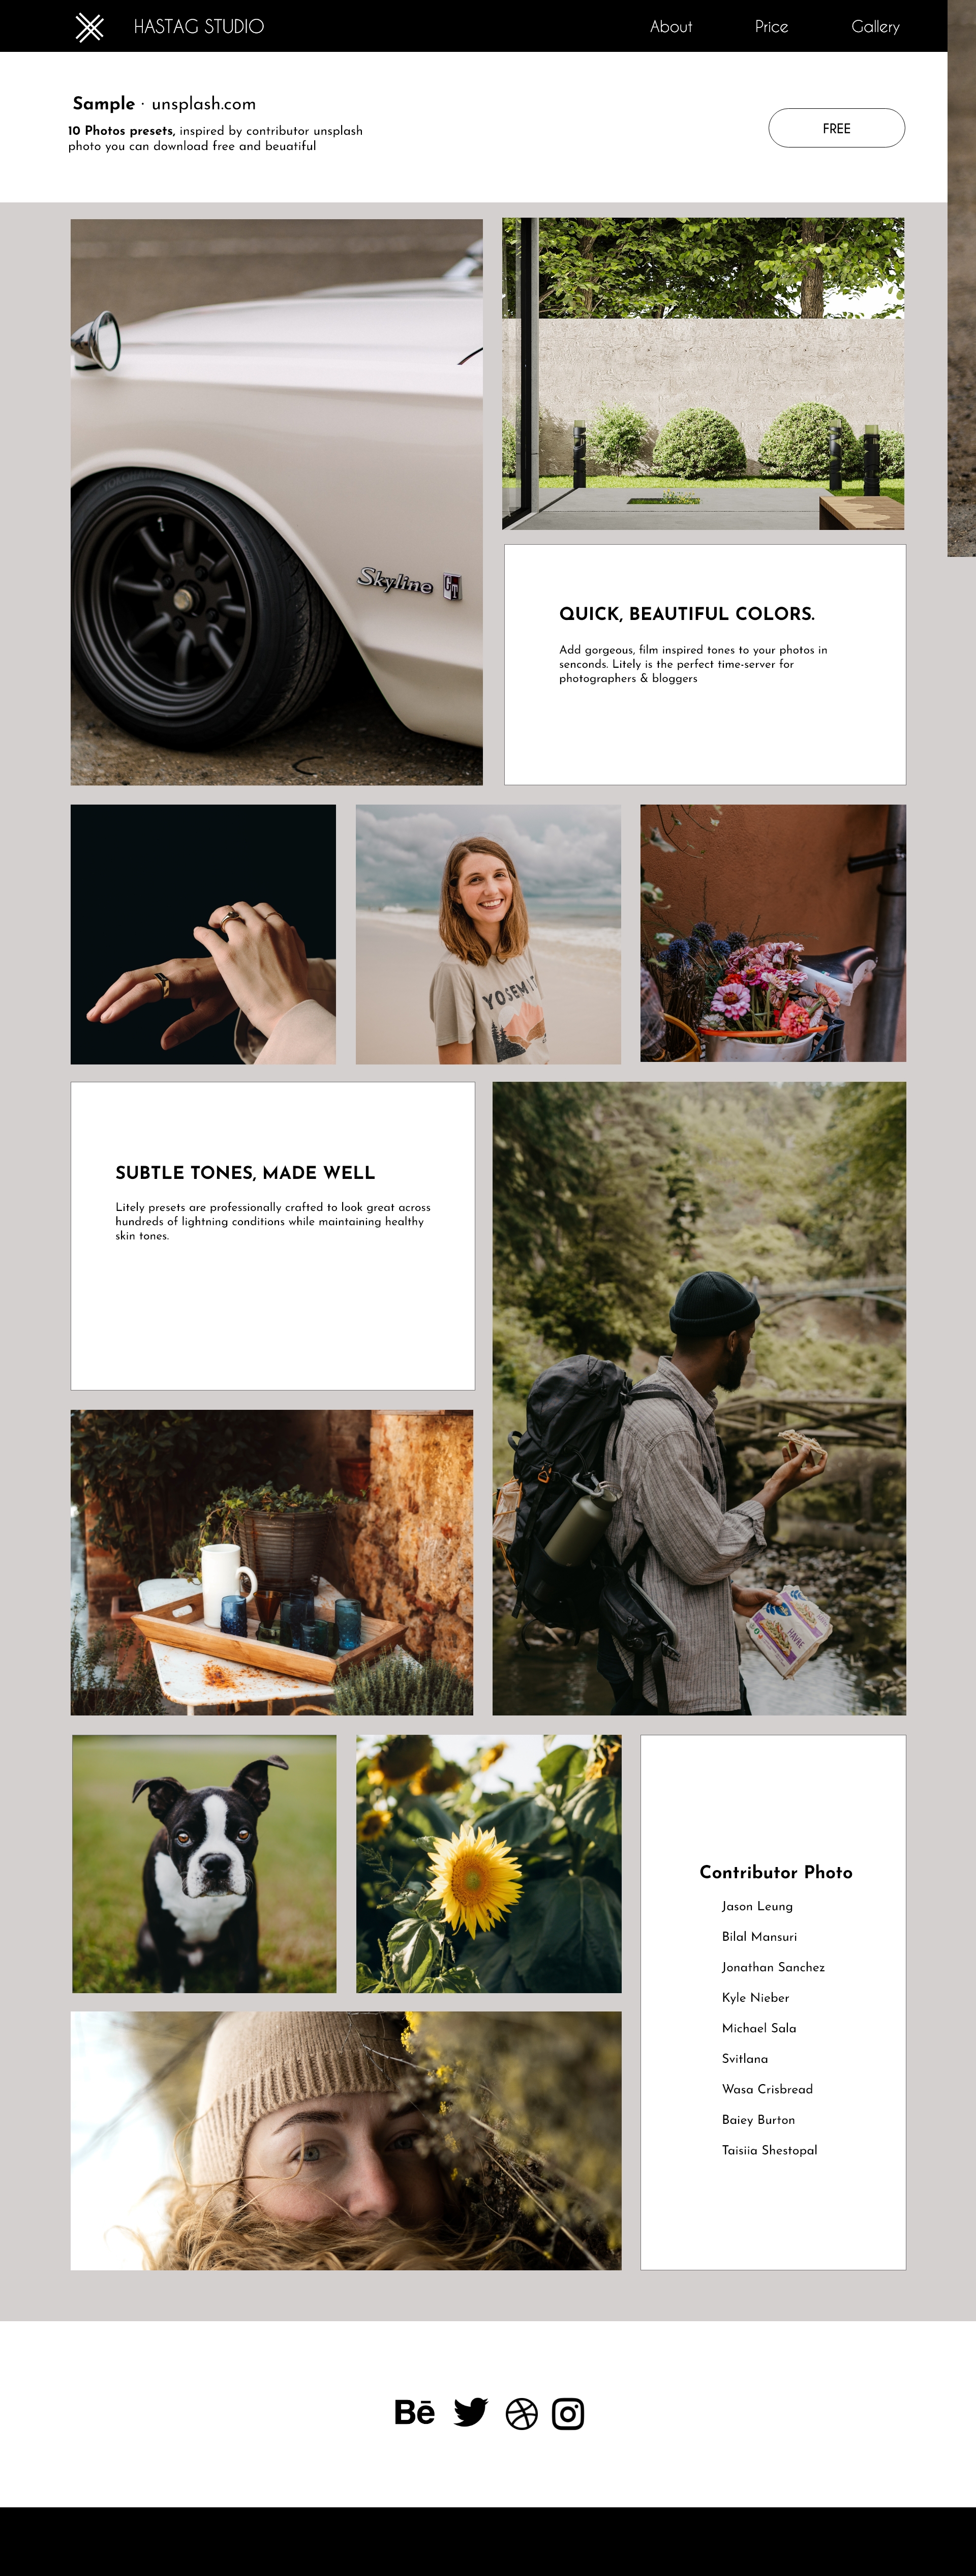 HASTAG STUDIO
About Price Gallery
Sample · unsplash.com
10 Photos presets, inspired by contributor unsplash
photo you can download free and beuatiful
FREE
Skyline GT
QUICK, BEAUTIFUL COLORS.
Add gorgeous, film inspired tones to your photos in
senconds. Litely is the perfect time-server for
photographers & bloggers
YOSEMI
SUBTLE TONES, MADE WELL
Litely presets are professionally crafted to look great across
hundreds of lightning conditions while maintaining healthy
skin tones.
HAVRE
Contributor Photo
Jason Leung
Bilal Mansuri
Jonathan Sanchez
Kyle Nieber
Michael Sala
Svitlana
Wasa Crisbread
Baiey Burton
Taisiia Shestopal
Bē